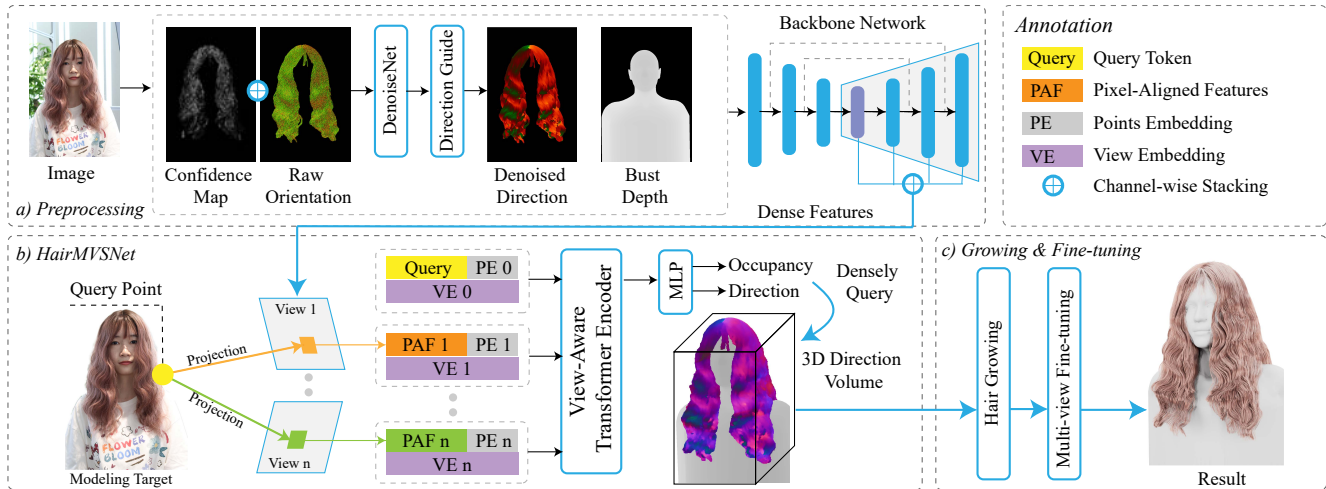 Image
Confidence
Map
Raw
Orientation
DenoiseNet
Direction Guide
Denoised
Direction
Bust
Depth
Backbone Network
Dense Features
a) Preprocessing
FLOWER
BLOOM
Annotation
Query Query Token
PAF Pixel-Aligned Features
PE Points Embedding
VE View Embedding
Channel-wise Stacking
b) HairMVSNet
Query Point
Projection
Projection
FLOWER
BLOOM
Modeling Target
View 1
View n
Query PE 0
VE 0
PAF 1 PE 1
VE 1
PAF n PE n
VE n
View-Aware
Transformer Encoder
MLP
Occupancy
Direction
Densely
Query
3D Direction
Volume
c) Growing & Fine-tuning
Hair Growing
Multi-view Fine-tuning
Result